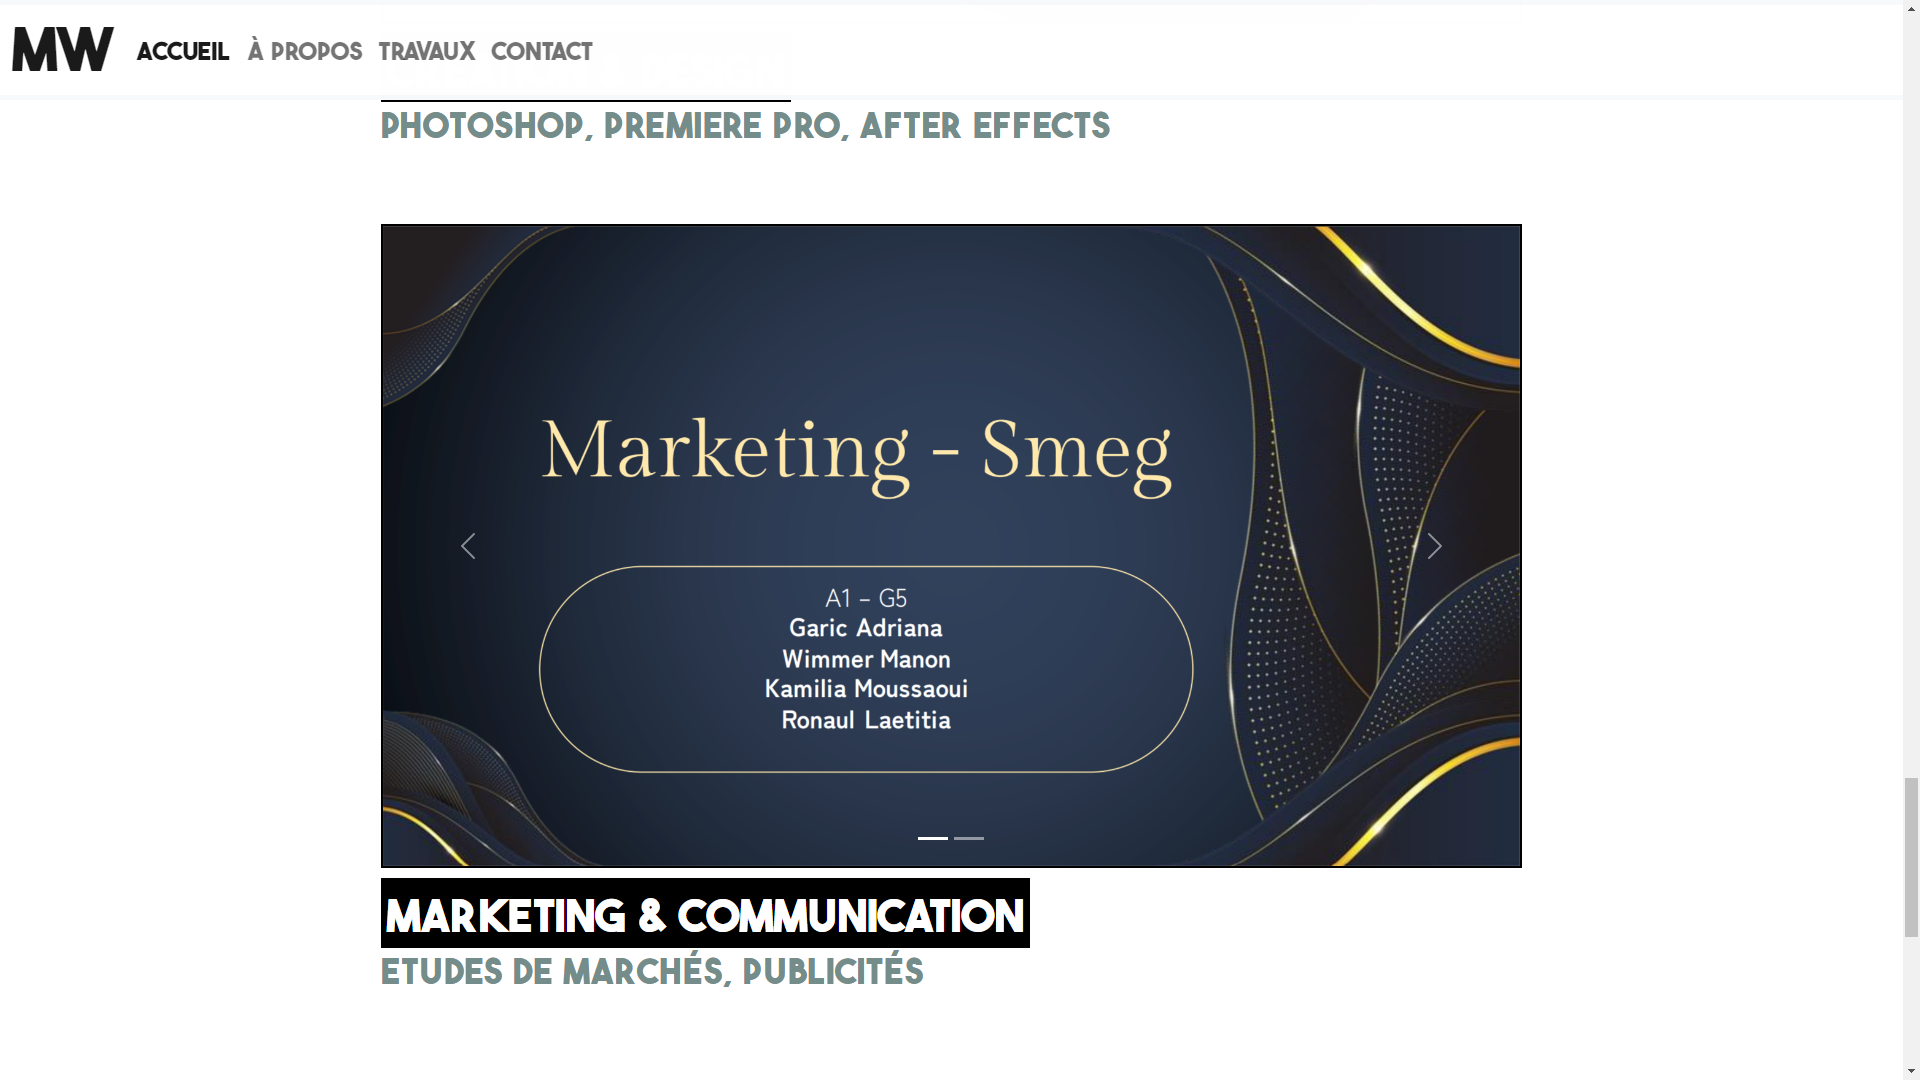 MW ACCUEIL À PROPOS TRAVAUX CONTACT
PHOTOSHOP, PREMIERE PRO, AFTER EFFECTS
Marketing - Smeg
A1 – G5
Garic Adriana
Wimmer Manon
Kamilia Moussaoui
Ronaul Laetitia
MARKETING & COMMUNICATION
ETUDES DE MARCHÉS, PUBLICITÉS